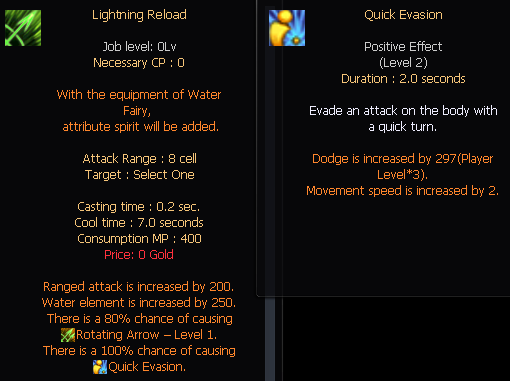 Lightning Reload
Job level: 0Lv
Necessary CP : 0
With the equipment of Water
Fairy,
attribute spirit will be added.
Attack Range : 8 cell
Target : Select One
Casting time : 0.2 sec.
Cool time : 7.0 seconds
Consumption MP : 400
Price: 0 Gold
Ranged attack is increased by 200.
Water element is increased by 250.
There is a 80% chance of causing
Rotating Arrow – Level 1.
There is a 100% chance of causing
Quick Evasion.
Quick Evasion
Positive Effect
(Level 2)
Duration : 2.0 seconds
Evade an attack on the body with
a quick turn.
Dodge is increased by 297(Player
Level*3).
Movement speed is increased by 2.